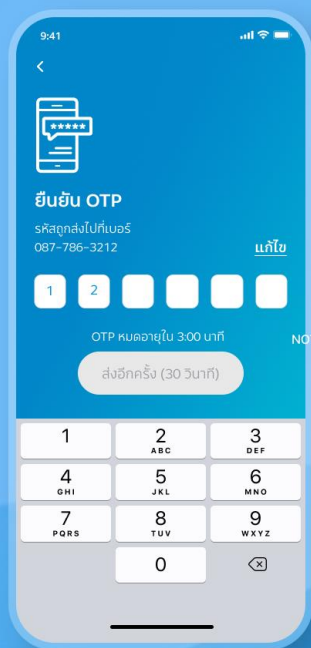 9:41
*****
ยืนยัน OTP
รหัสถูกส่งไปที่เบอร์
087-786-3212
แก้ไข
1 2
OTP หมดอายุใน 3:00 นาที
NO
ส่งอีกครั้ง (30 วินาที)
1 2 3
ABC DEF
4 5 6
GHI JKL MNO
7 8 9
PQRS TUV WXYZ
0